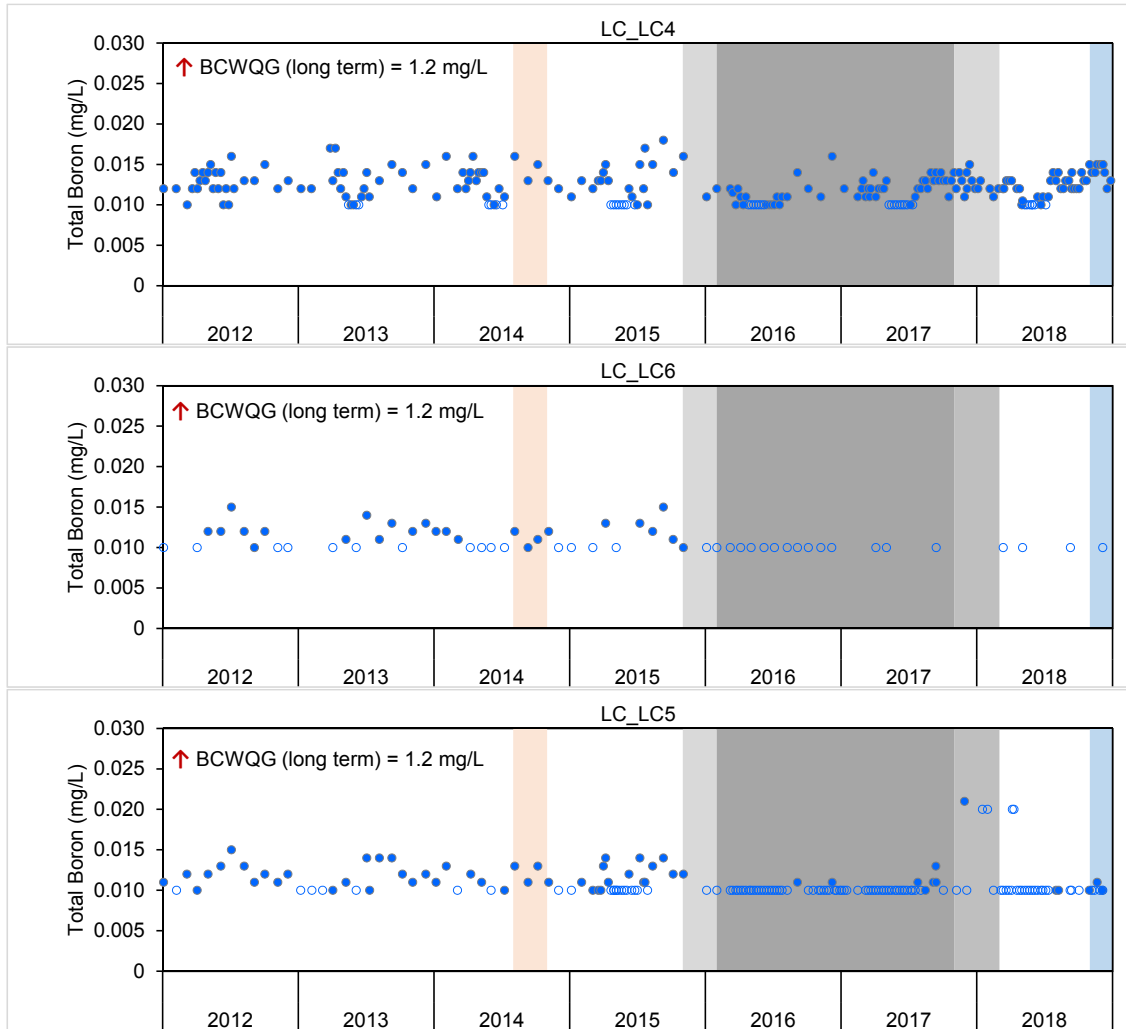 LC_LC4
0.030
↑ BCWQG (long term) = 1.2 mg/L
0.025
0.020
0.015
0.010
0.005
0
Total Boron (mg/L)
2012 2013 2014 2015 2016 2017 2018
LC_LC6
0.030
↑ BCWQG (long term) = 1.2 mg/L
0.025
0.020
0.015
0.010
0.005
0.000
Total Boron (mg/L)
2012 2013 2014 2015 2016 2017 2018
LC_LC5
0.030
↑ BCWQG (long term) = 1.2 mg/L
0.025
0.020
0.015
0.010
0.005
0.000
Total Boron (mg/L)
2012 2013 2014 2015 2016 2017 2018